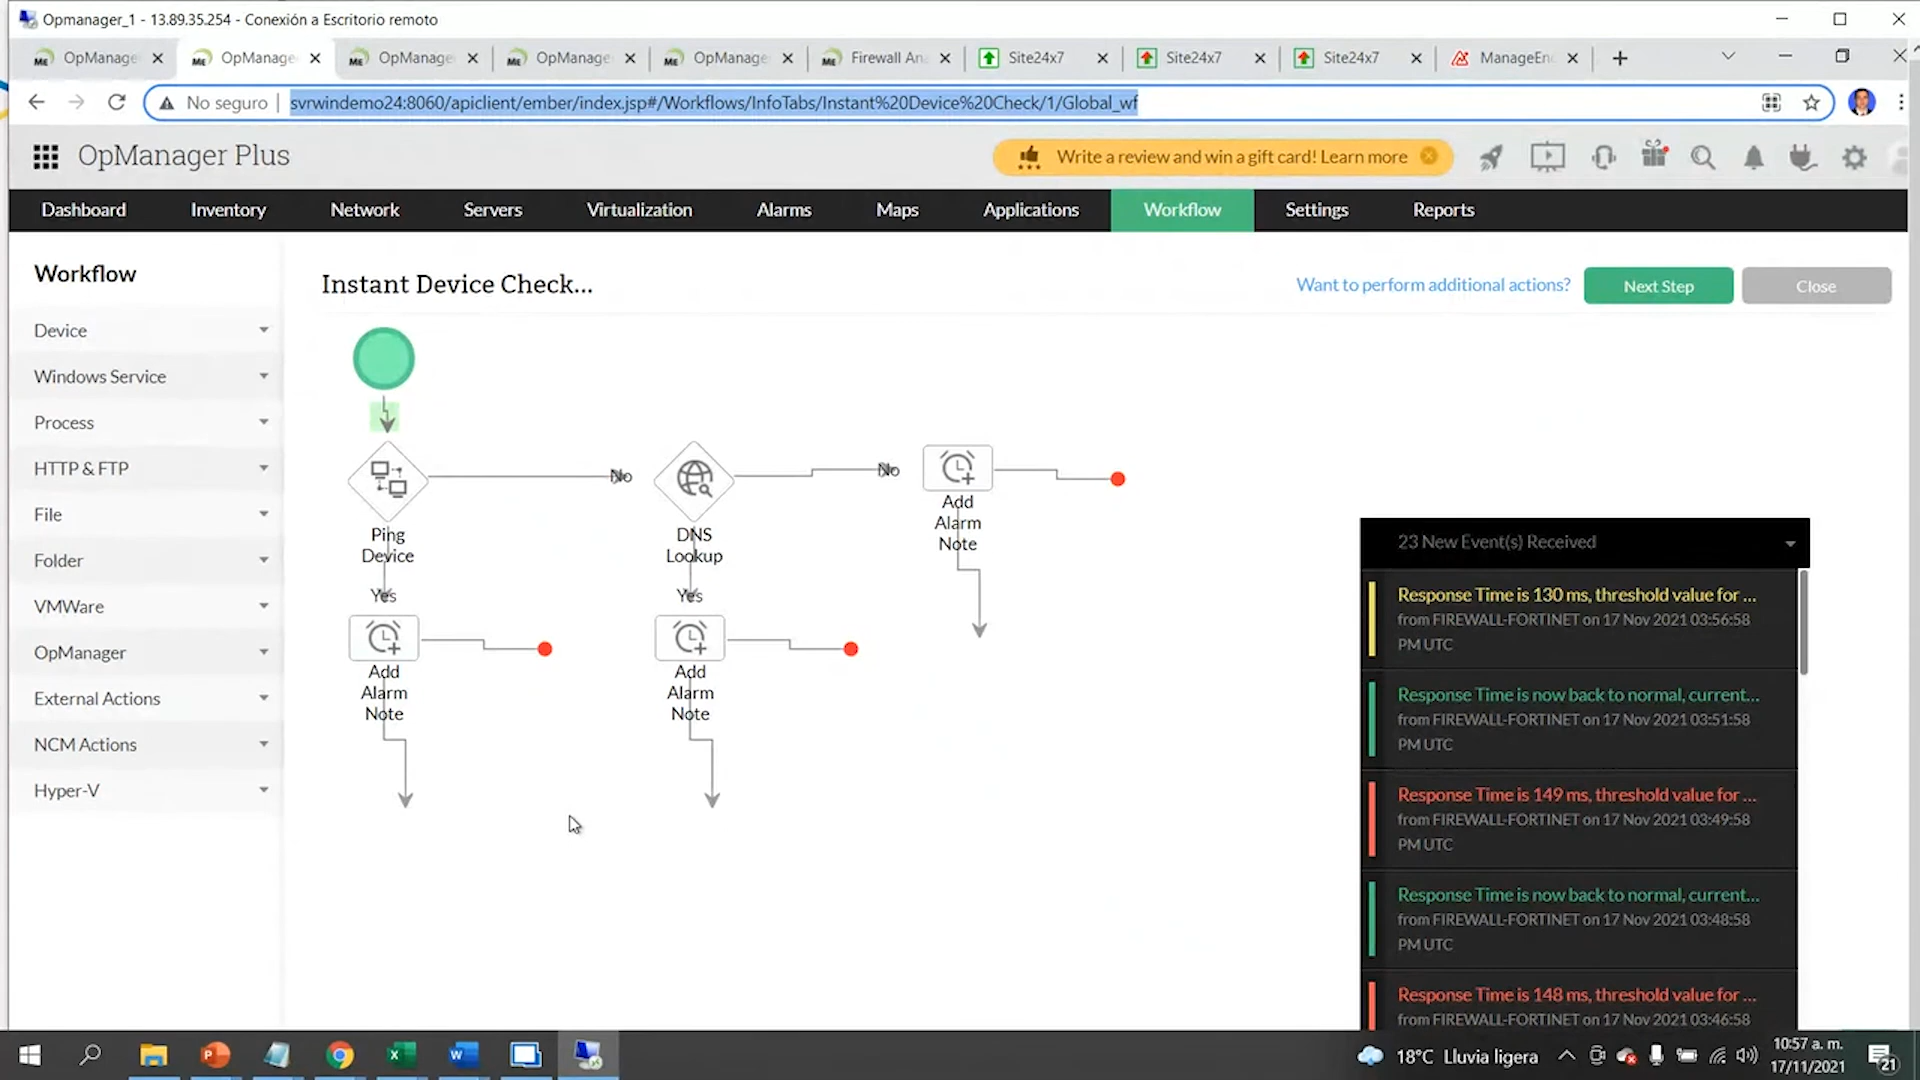 Opmanager_1 - 13.89.35.254 - Conexión a Escritorio remoto
OpManage
OpManage
OpManage
OpManage
OpManage
Firewall An
Site24x7
Site24x7
Site24x7
ManageEn
No seguro
svrwindemo24:8060/apiclient/ember/index.jsp#/Workflows/InfoTabs/Instant%20Device%20Check/1/Global_wf
OpManager Plus
Write a review and win a gift card! Learn more
Dashboard
Inventory
Network
Servers
Virtualization
Alarms
Maps
Applications
Workflow
Settings
Reports
Workflow
Device
Windows Service
Process
HTTP & FTP
File
Folder
VMWare
OpManager
External Actions
NCM Actions
Hyper-V
Instant Device Check...
Want to perform additional actions?
Next Step
Close
No
No
Ping
Device
DNS
Lookup
Add
Alarm
Note
Yes
Yes
Add
Alarm
Note
Add
Alarm
Note
23 New Event(s) Received
Response Time is 130 ms, threshold value for ...
from FIREWALL-FORTINET on 17 Nov 2021 03:56:58
PM UTC
Response Time is now back to normal, current...
from FIREWALL-FORTINET on 17 Nov 2021 03:51:58
PM UTC
Response Time is 149 ms, threshold value for ...
from FIREWALL-FORTINET on 17 Nov 2021 03:49:58
PM UTC
Response Time is now back to normal, current...
from FIREWALL-FORTINET on 17 Nov 2021 03:48:58
PM UTC
Response Time is 148 ms, threshold value for ...
from FIREWALL-FORTINET on 17 Nov 2021 03:46:58
18°C Lluvia ligera
10:57 a. m.
17/11/2021
21